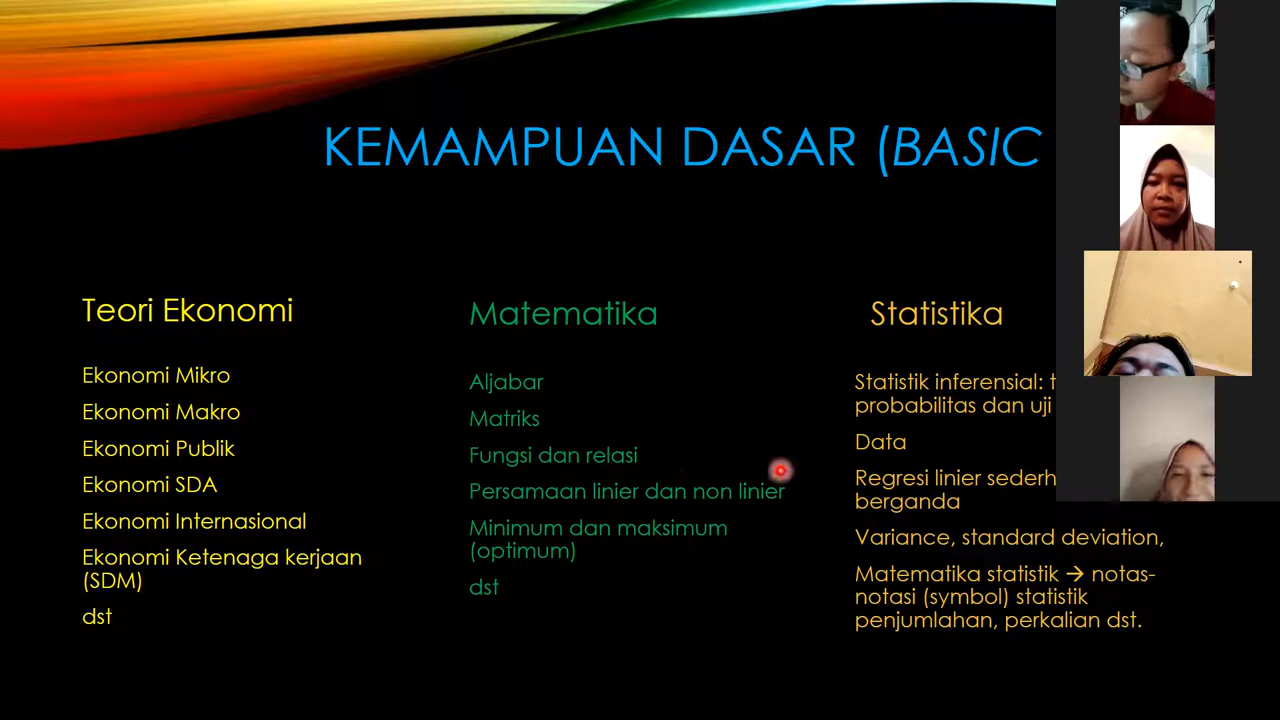 KEMAMPUAN DASAR (BASIC
Teori Ekonomi
Ekonomi Mikro
Ekonomi Makro
Ekonomi Publik
Ekonomi SDA
Ekonomi Internasional
Ekonomi Ketenaga kerjaan
(SDM)
dst
Matematika
Aljabar
Matriks
Fungsi dan relasi
Persamaan linier dan non linier
Minimum dan maksimum
(optimum)
dst
Statistika
Statistik inferensial:
probabilitas dan uji
Data
Regresi linier
berganda
Variance, standard deviation,
Matematika statistik → notas-
notasi (symbol) statistik
penjumlahan, perkalian dst.